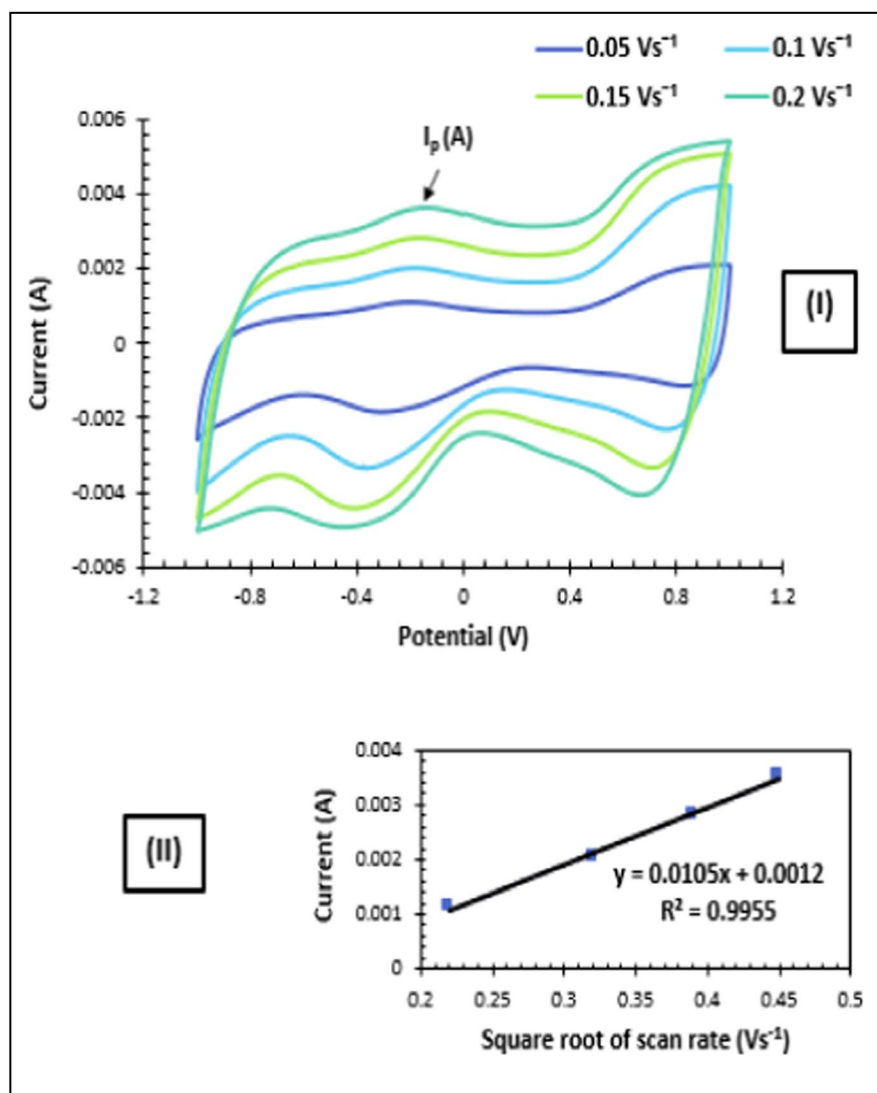 0.05 Vs⁻¹ 0.1 Vs⁻¹
0.15 Vs⁻¹ 0.2 Vs⁻¹
Iₚ (A)
0.006
0.004
0.002
0
-0.002
-0.004
-0.006
Current (A)
-1.2 -0.8 -0.4 0 0.4 0.8 1.2
Potential (V)
(I)
(II)
0.004
0.003
0.002
0.001
0
Current (A)
y = 0.0105x + 0.0012
R² = 0.9955
0.2 0.25 0.3 0.35 0.4 0.45 0.5
Square root of scan rate (Vs⁻¹)